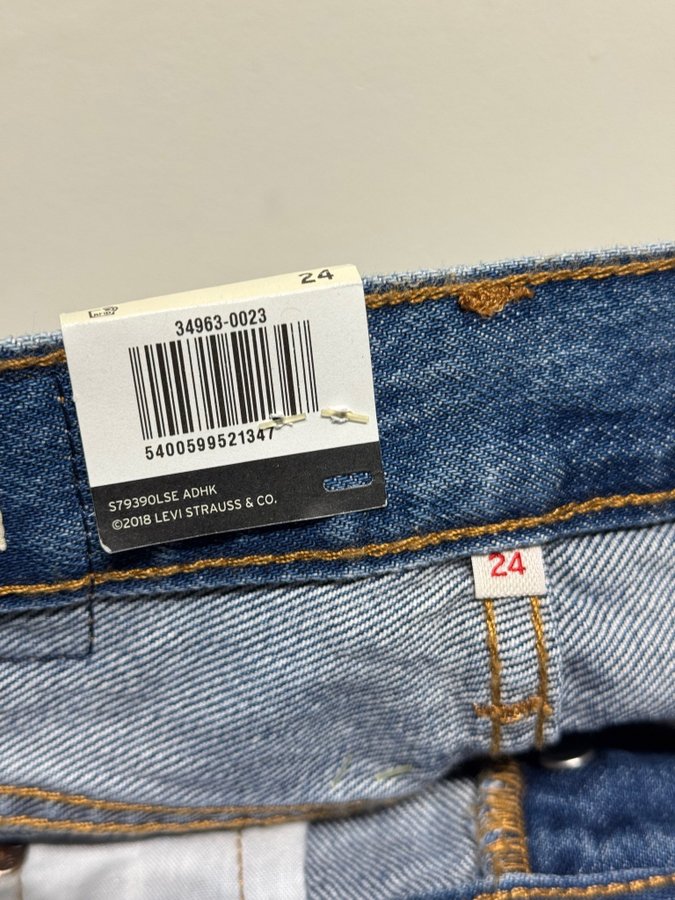 24
34963-0023
5400599521347
S79390LSE ADHK
©2018 LEVI STRAUSS & CO.
24